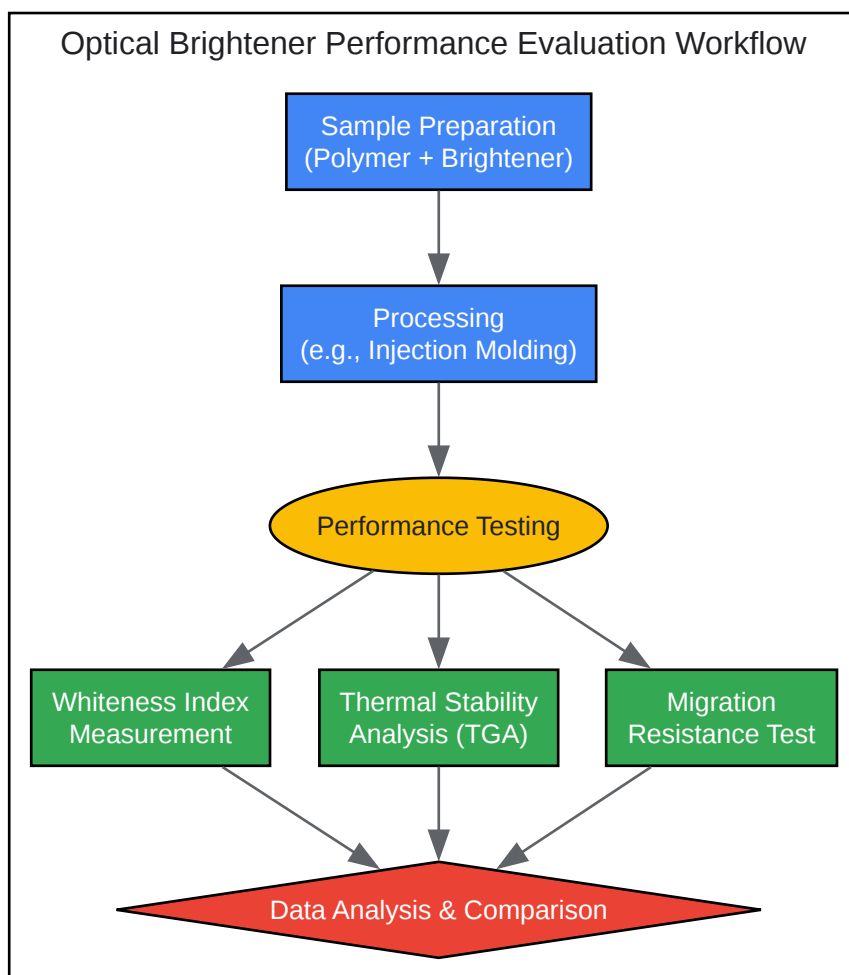 Optical Brightener Performance Evaluation Workflow
Sample Preparation
(Polymer + Brightener)
Processing
(e.g., Injection Molding)
Performance Testing
Whiteness Index
Measurement
Thermal Stability
Analysis (TGA)
Migration
Resistance Test
Data Analysis & Comparison